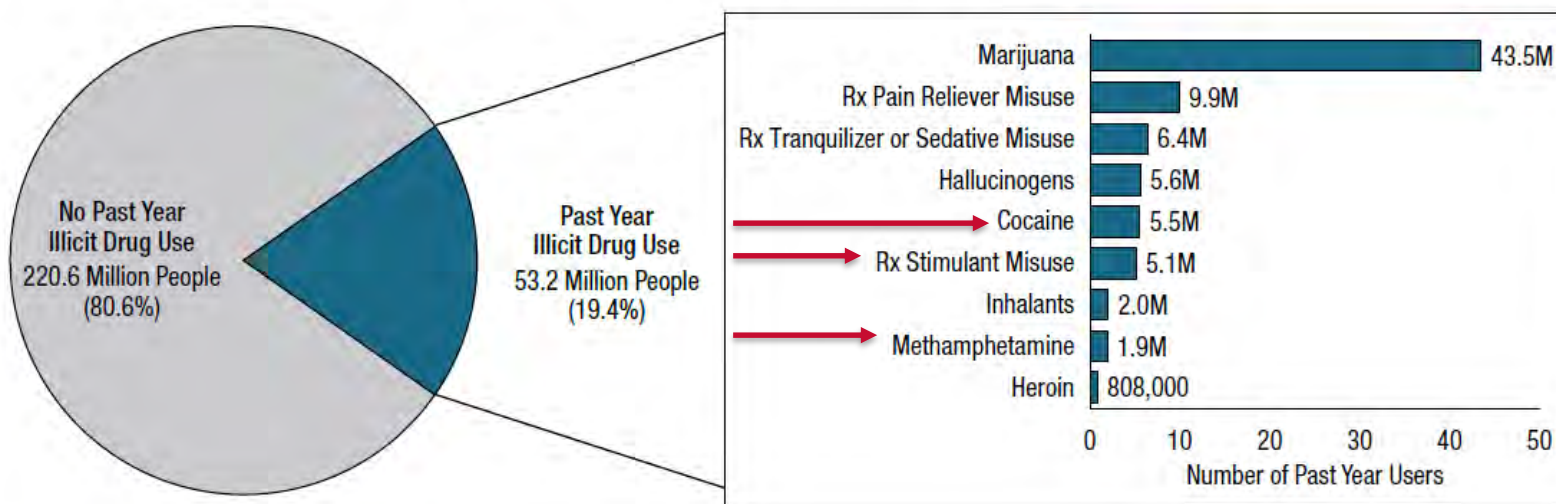 No Past Year
Illicit Drug Use
220.6 Million People
(80.6%)
Past Year
Illicit Drug Use
53.2 Million People
(19.4%)
Marijuana 43.5M
Rx Pain Reliever Misuse 9.9M
Rx Tranquilizer or Sedative Misuse 6.4M
Hallucinogens 5.6M
Cocaine 5.5M
Rx Stimulant Misuse 5.1M
Inhalants 2.0M
Methamphetamine 1.9M
Heroin 808,000
0 10 20 30 40 50
Number of Past Year Users